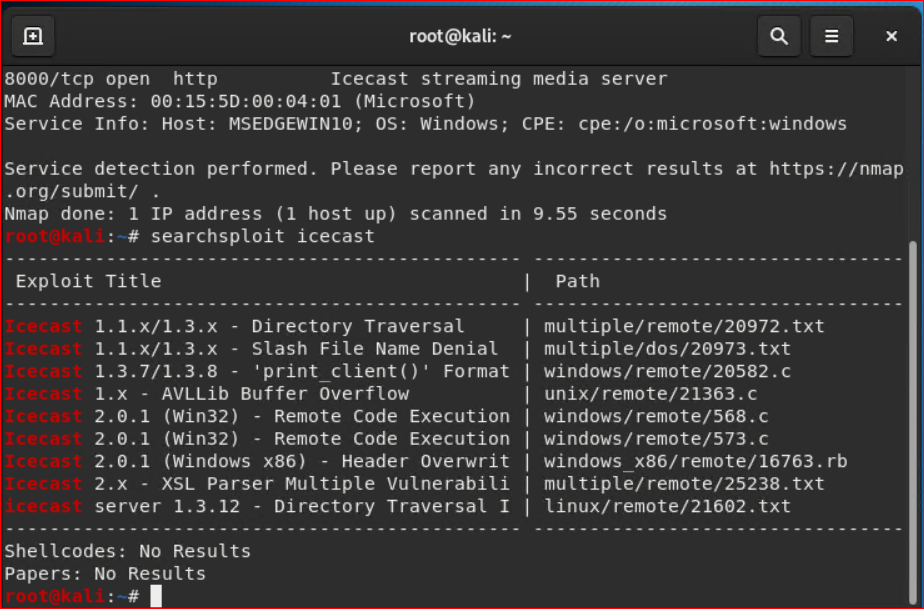 root@kali: ~
8000/tcp open  http          Icecast streaming media server
MAC Address: 00:15:5D:00:04:01 (Microsoft)
Service Info: Host: MSEDGEWIN10; OS: Windows; CPE: cpe:/o:microsoft:windows
Service detection performed. Please report any incorrect results at https://nmap
.org/submit/ .
Nmap done: 1 IP address (1 host up) scanned in 9.55 seconds
root@kali:~# searchsploit icecast
---------------------------------------------- ---------------------------------
 Exploit Title                                |  Path
---------------------------------------------- ---------------------------------
Icecast 1.1.x/1.3.x - Directory Traversal     | multiple/remote/20972.txt
Icecast 1.1.x/1.3.x - Slash File Name Denial  | multiple/dos/20973.txt
Icecast 1.3.7/1.3.8 - 'print_client()' Format | windows/remote/20582.c
Icecast 1.x - AVLLib Buffer Overflow          | unix/remote/21363.c
Icecast 2.0.1 (Win32) - Remote Code Execution | windows/remote/568.c
Icecast 2.0.1 (Win32) - Remote Code Execution | windows/remote/573.c
Icecast 2.0.1 (Windows x86) - Header Overwrit | windows_x86/remote/16763.rb
Icecast 2.x - XSL Parser Multiple Vulnerabili | multiple/remote/25238.txt
icecast server 1.3.12 - Directory Traversal I | linux/remote/21602.txt
---------------------------------------------- ---------------------------------
Shellcodes: No Results
Papers: No Results
root@kali:~#